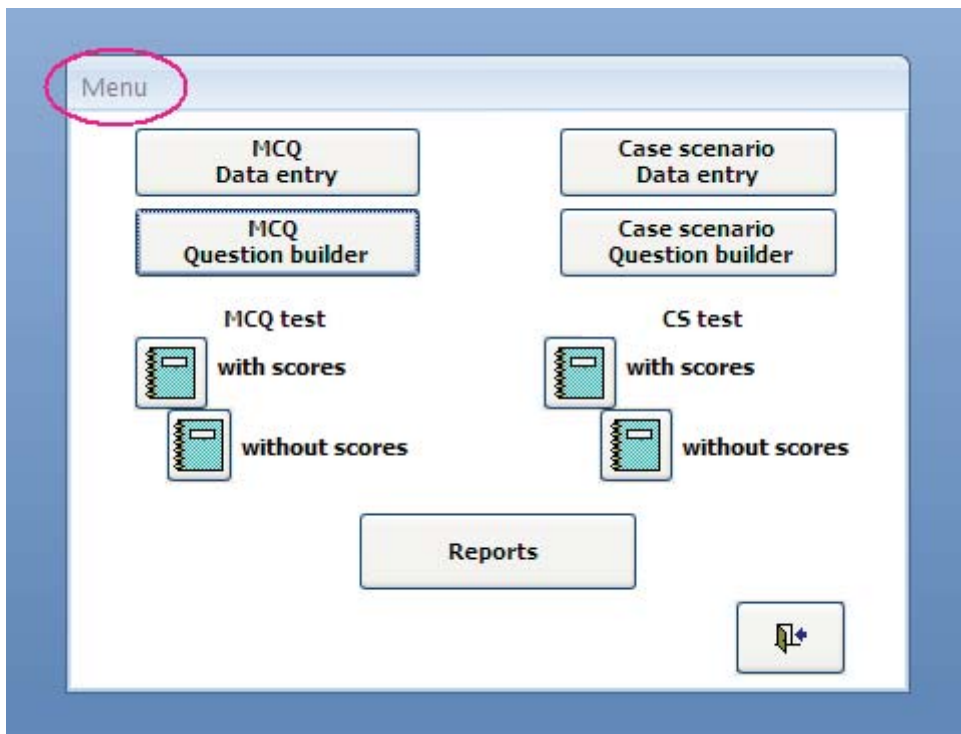 Menu
MCQ
Data entry
Case scenario
Data entry
MCQ
Question builder
Case scenario
Question builder
MCQ test
CS test
with scores
with scores
without scores
without scores
Reports